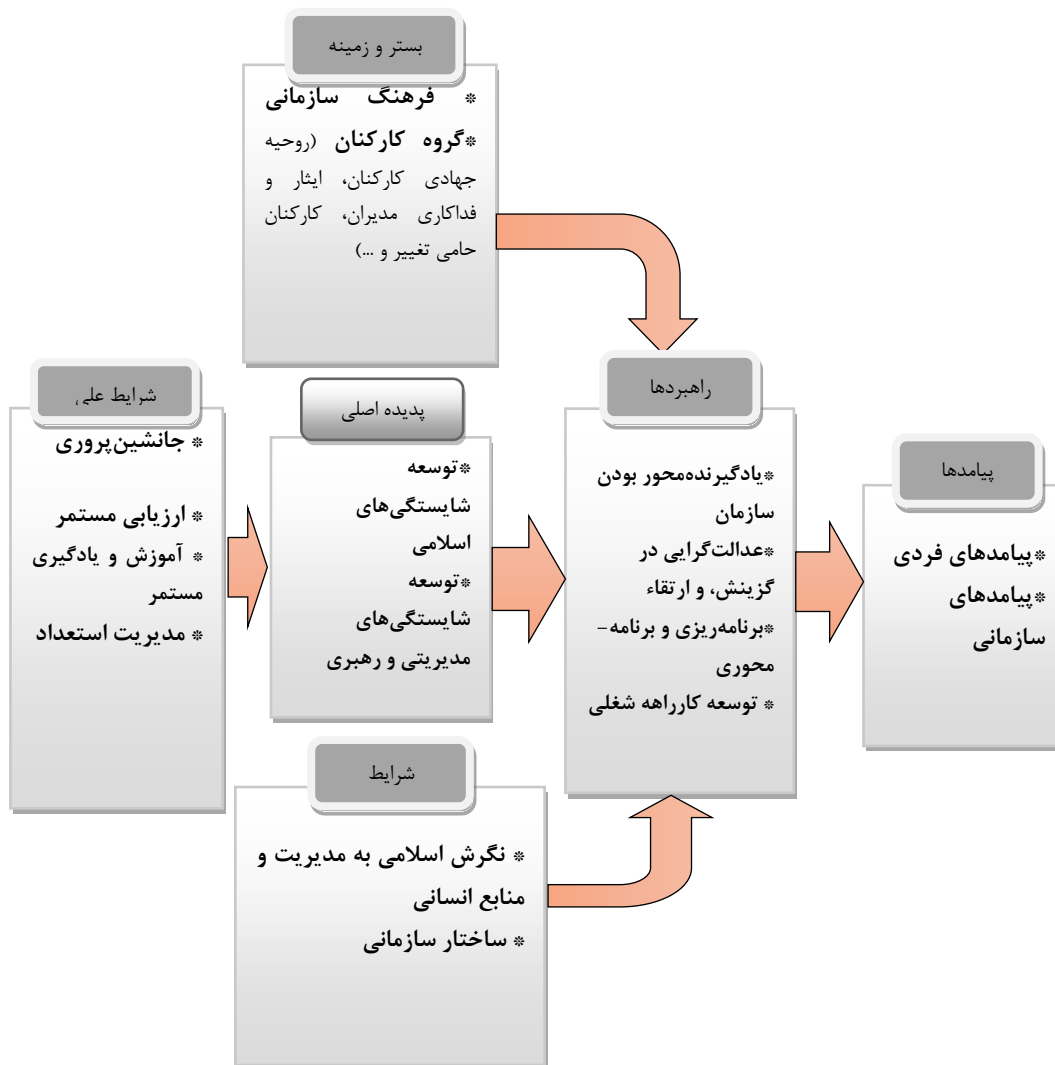 بستر و زمینه
* فرهنگ سازمانی
*گروه کارکنان (روحیه
جهادی کارکنان، ایثار و
فداکاری مدیران، کارکنان
حامی تغییر و ...)
شرایط علی
* جانشین‌پروری
* ارزیابی مستمر
* آموزش و یادگیری
مستمر
* مدیریت استعداد
پدیده اصلی
*توسعه
شایستگی‌های
اسلامی
*توسعه
شایستگی‌های
مدیریتی و رهبری
راهبردها
*یادگیرنده‌محور بودن
سازمان
*عدالت‌گرایی در
گزینش، و ارتقاء
*برنامه‌ریزی و برنامه-
محوری
* توسعه کارراهه شغلی
پیامدها
*پیامدهای فردی
*پیامدهای
سازمانی
شرایط
* نگرش اسلامی به مدیریت و
منابع انسانی
* ساختار سازمانی